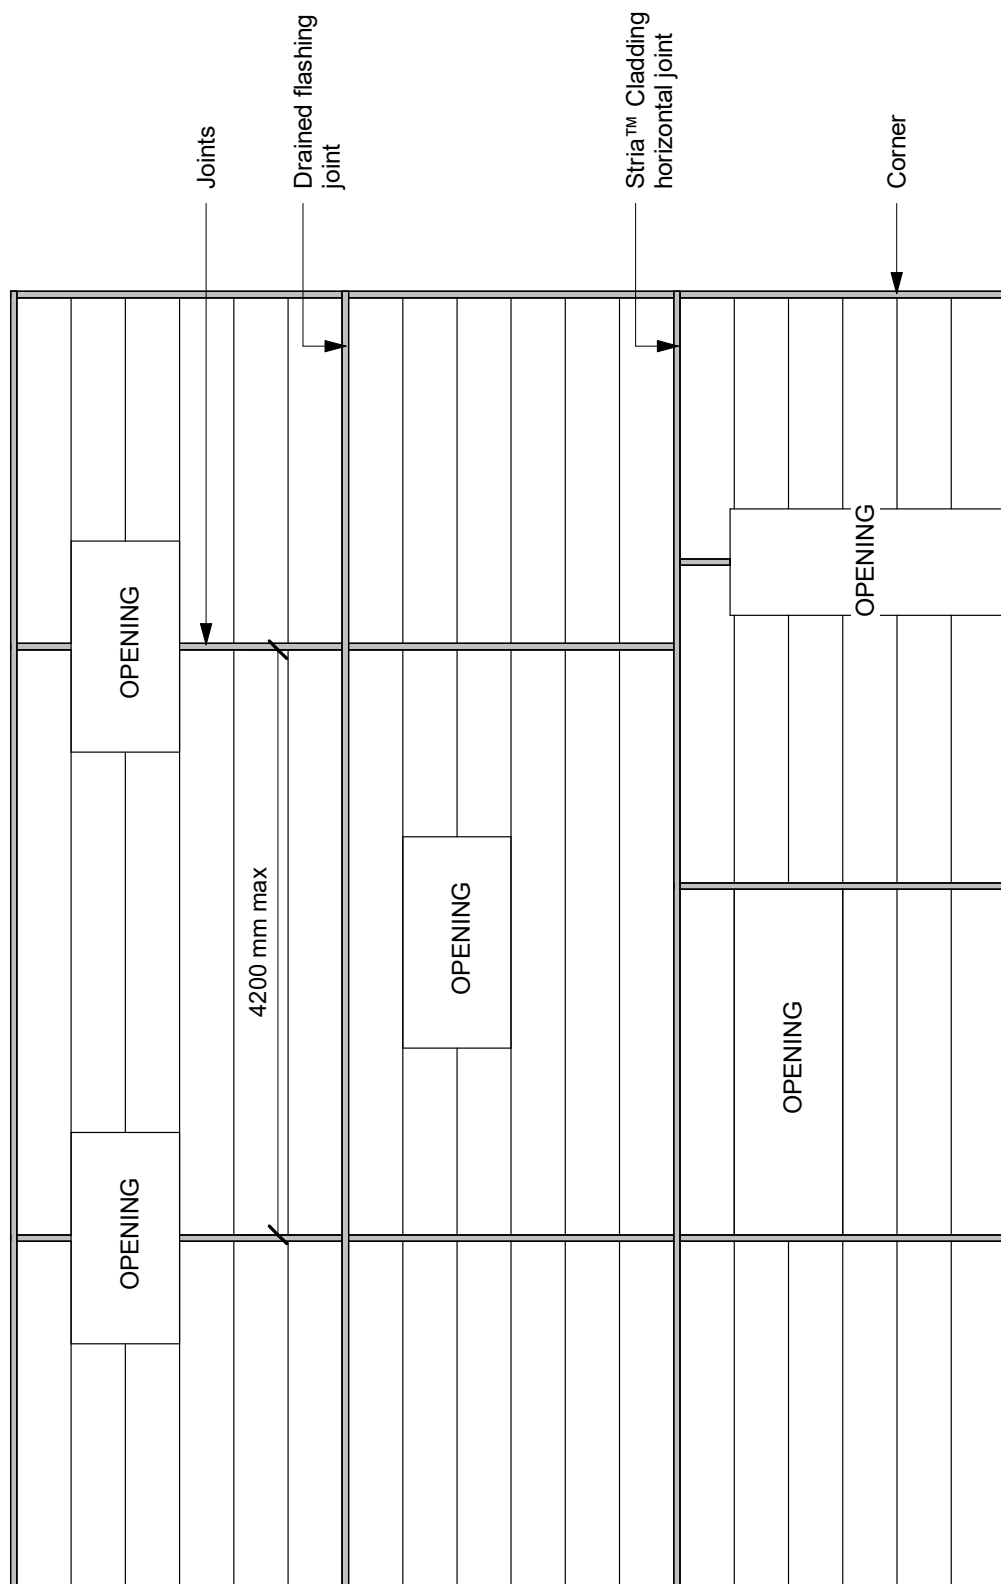 Joints
Drained flashing
joint
Stria™ Cladding
horizontal joint
Corner
OPENING
OPENING
4200 mm max
OPENING
OPENING
OPENING